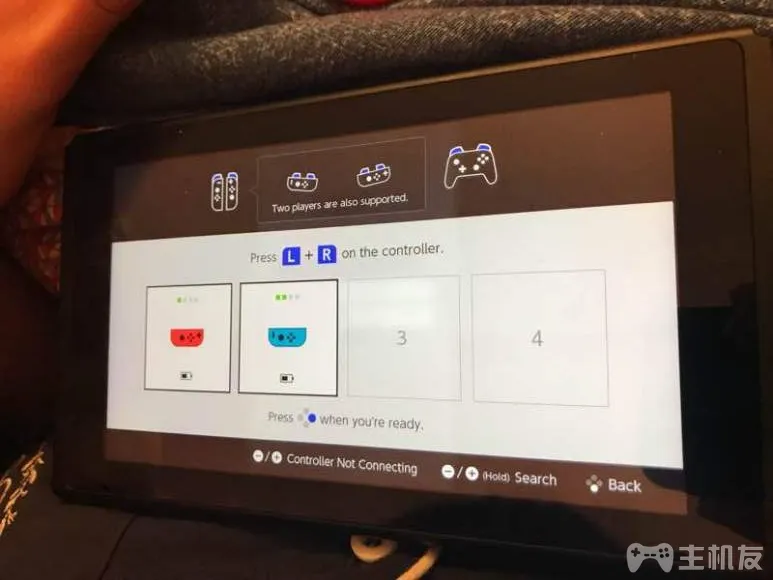 Two players are also supported.
Press L + R on the controller.
3
4
Press when you're ready.
-/+ Controller Not Connecting
-/+ (Hold) Search
Back
主机友